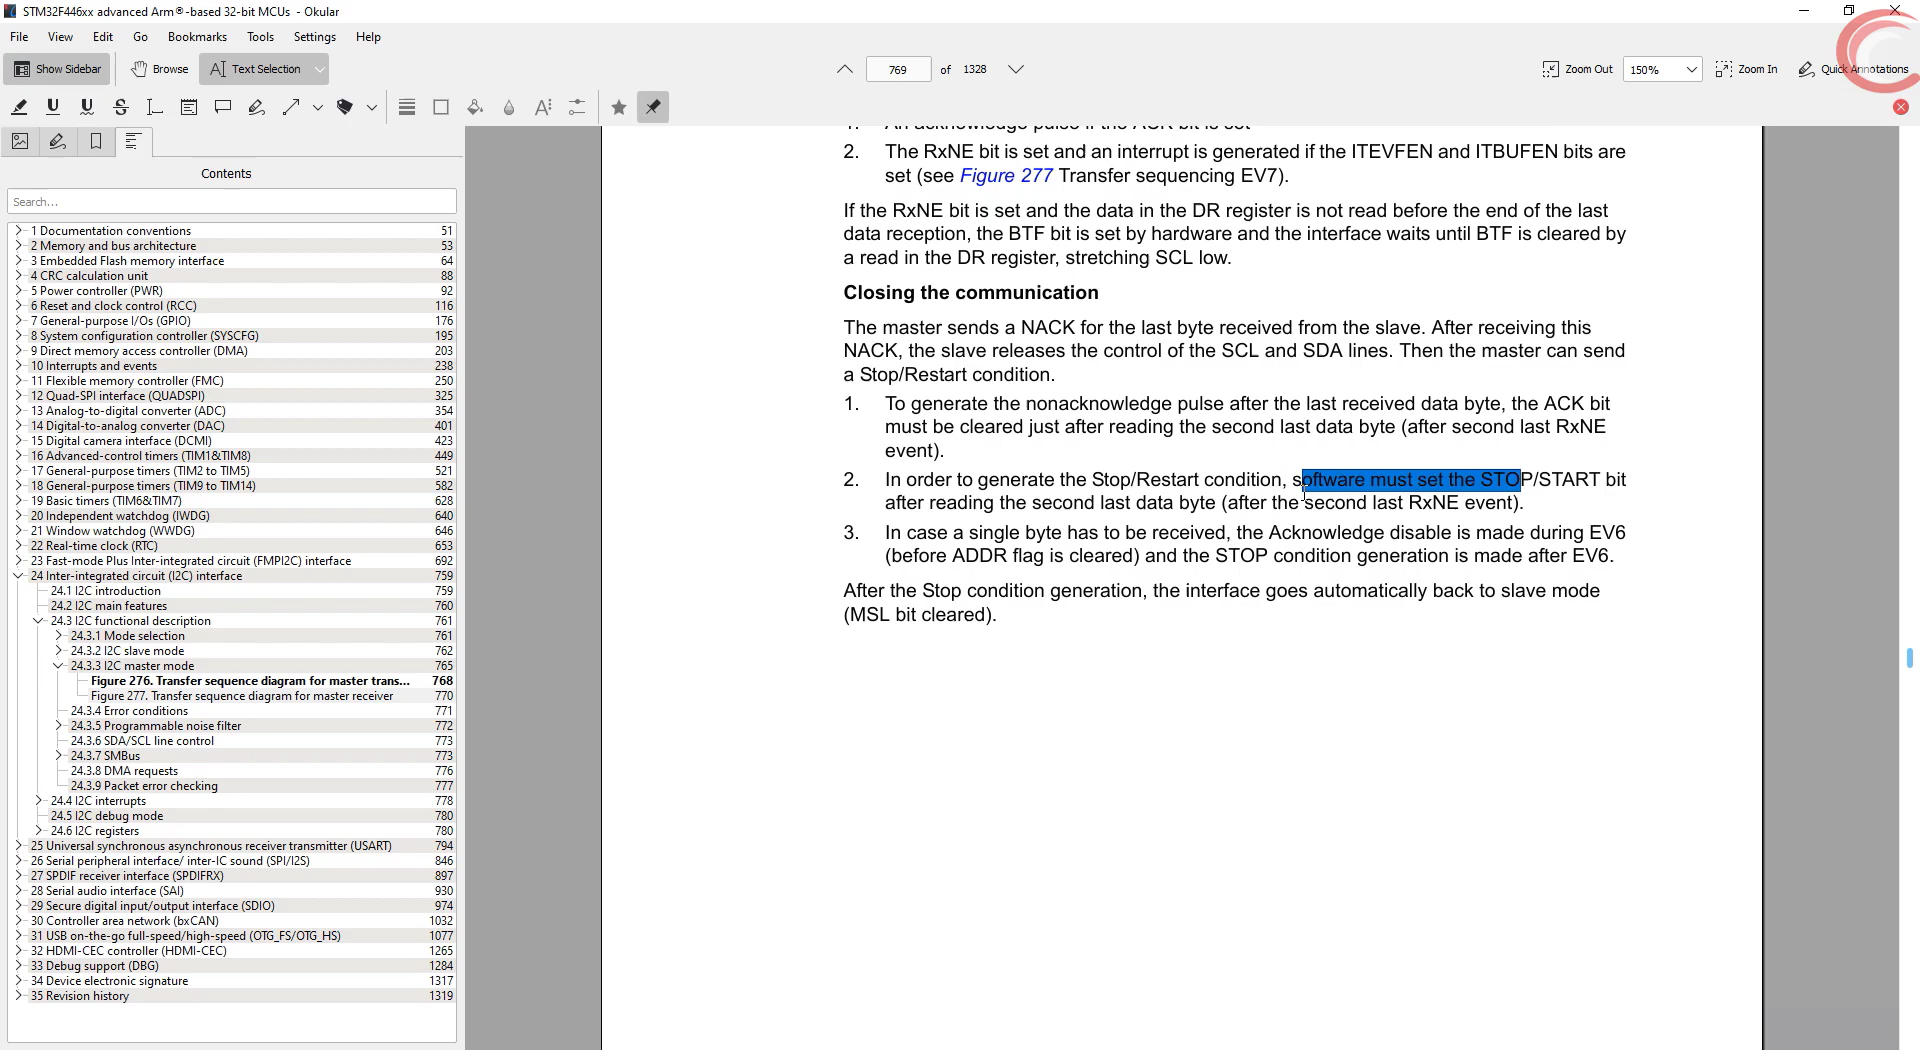 STM32F446xx advanced Arm®-based 32-bit MCUs - Okular
File View Edit Go Bookmarks Tools Settings Help
Show Sidebar Browse Text Selection 769 of 1328 Zoom Out 150% Zoom In Quick Annotations
Contents
Search...
1 Documentation conventions 51
2 Memory and bus architecture 53
3 Embedded Flash memory interface 64
4 CRC calculation unit 88
5 Power controller (PWR) 92
6 Reset and clock control (RCC) 116
7 General-purpose I/Os (GPIO) 176
8 System configuration controller (SYSCFG) 195
9 Direct memory access controller (DMA) 203
10 Interrupts and events 238
11 Flexible memory controller (FMC) 250
12 Quad-SPI interface (QUADSPI) 325
13 Analog-to-digital converter (ADC) 354
14 Digital-to-analog converter (DAC) 401
15 Digital camera interface (DCMI) 423
16 Advanced-control timers (TIM1&TIM8) 449
17 General-purpose timers (TIM2 to TIM5) 521
18 General-purpose timers (TIM9 to TIM14) 582
19 Basic timers (TIM6&TIM7) 628
20 Independent watchdog (IWDG) 640
21 Window watchdog (WWDG) 646
22 Real-time clock (RTC) 653
23 Fast-mode Plus Inter-integrated circuit (FMPI2C) interface 692
24 Inter-integrated circuit (I2C) interface 759
24.1 I2C introduction 759
24.2 I2C main features 760
24.3 I2C functional description 761
24.3.1 Mode selection 761
24.3.2 I2C slave mode 762
24.3.3 I2C master mode 765
Figure 276. Transfer sequence diagram for master trans... 768
Figure 277. Transfer sequence diagram for master receiver 770
24.3.4 Error conditions 771
24.3.5 Programmable noise filter 772
24.3.6 SDA/SCL line control 773
24.3.7 SMBus 773
24.3.8 DMA requests 776
24.3.9 Packet error checking 777
24.4 I2C interrupts 778
24.5 I2C debug mode 780
24.6 I2C registers 780
25 Universal synchronous asynchronous receiver transmitter (USART) 794
26 Serial peripheral interface/ inter-IC sound (SPI/I2S) 846
27 SPDIF receiver interface (SPDIFRX) 897
28 Serial audio interface (SAI) 930
29 Secure digital input/output interface (SDIO) 974
30 Controller area network (bxCAN) 1032
31 USB on-the-go full-speed/high-speed (OTG_FS/OTG_HS) 1077
32 HDMI-CEC controller (HDMI-CEC) 1265
33 Debug support (DBG) 1284
34 Device electronic signature 1317
35 Revision history 1319
1. An acknowledge pulse if the ACK bit is set
2. The RxNE bit is set and an interrupt is generated if the ITEVFEN and ITBUFEN bits are
set (see Figure 277 Transfer sequencing EV7).
If the RxNE bit is set and the data in the DR register is not read before the end of the last
data reception, the BTF bit is set by hardware and the interface waits until BTF is cleared by
a read in the DR register, stretching SCL low.
Closing the communication
The master sends a NACK for the last byte received from the slave. After receiving this
NACK, the slave releases the control of the SCL and SDA lines. Then the master can send
a Stop/Restart condition.
1. To generate the nonacknowledge pulse after the last received data byte, the ACK bit
must be cleared just after reading the second last data byte (after second last RxNE
event).
2. In order to generate the Stop/Restart condition, software must set the STOP/START bit
after reading the second last data byte (after the second last RxNE event).
3. In case a single byte has to be received, the Acknowledge disable is made during EV6
(before ADDR flag is cleared) and the STOP condition generation is made after EV6.
After the Stop condition generation, the interface goes automatically back to slave mode
(MSL bit cleared).